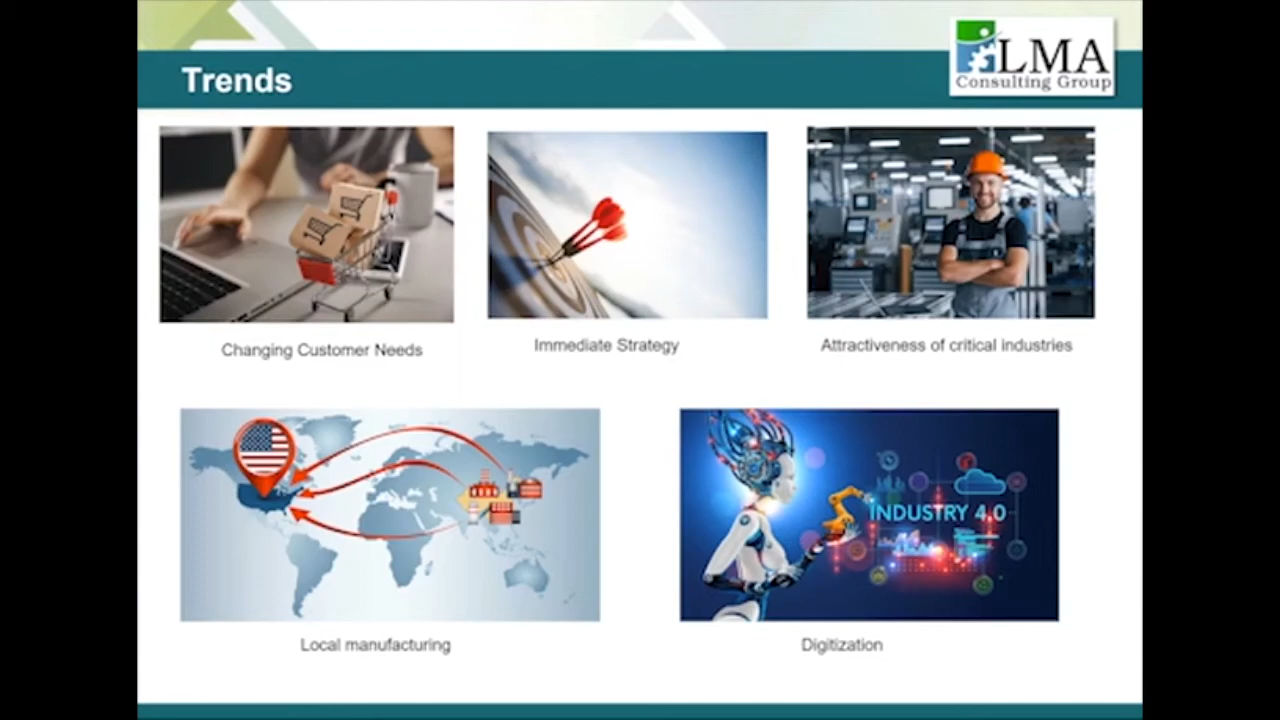 Trends
LMA
Consulting Group
Changing Customer Needs
Immediate Strategy
Attractiveness of critical industries
INDUSTRY 4.0
Local manufacturing
Digitization